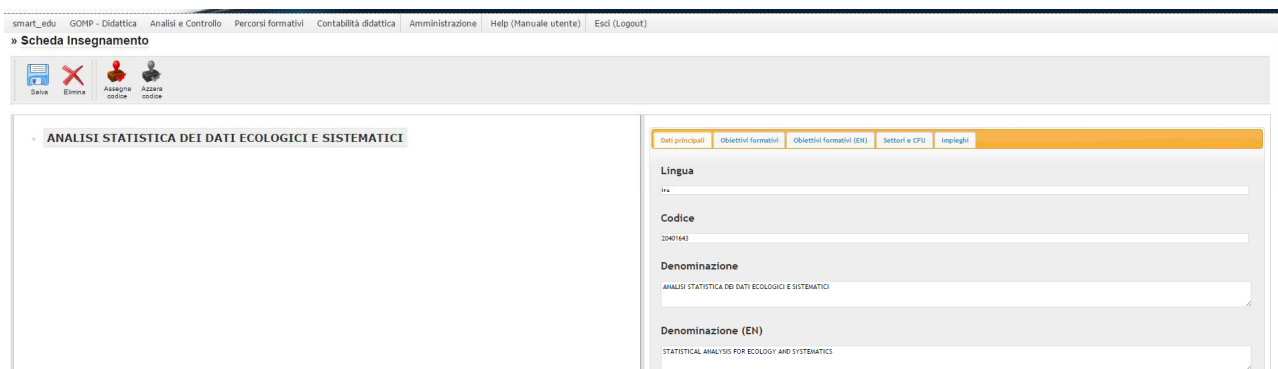 smart_edu GOMP - Didattica Analisi e Controllo Percorsi formativi Contabilità didattica Amministrazione Help (Manuale utente) Esci (Logout)
» Scheda Insegnamento
Salva Elimina Assegna codice Azzera codice
ANALISI STATISTICA DEI DATI ECOLOGICI E SISTEMATICI
Dati principali Obiettivi formativi Obiettivi formativi (EN) Settori e CFU Impieghi
Lingua
Codice
20401643
Denominazione
ANALISI STATISTICA DEI DATI ECOLOGICI E SISTEMATICI
Denominazione (EN)
STATISTICAL ANALYSIS FOR ECOLOGY AND SYSTEMATICS